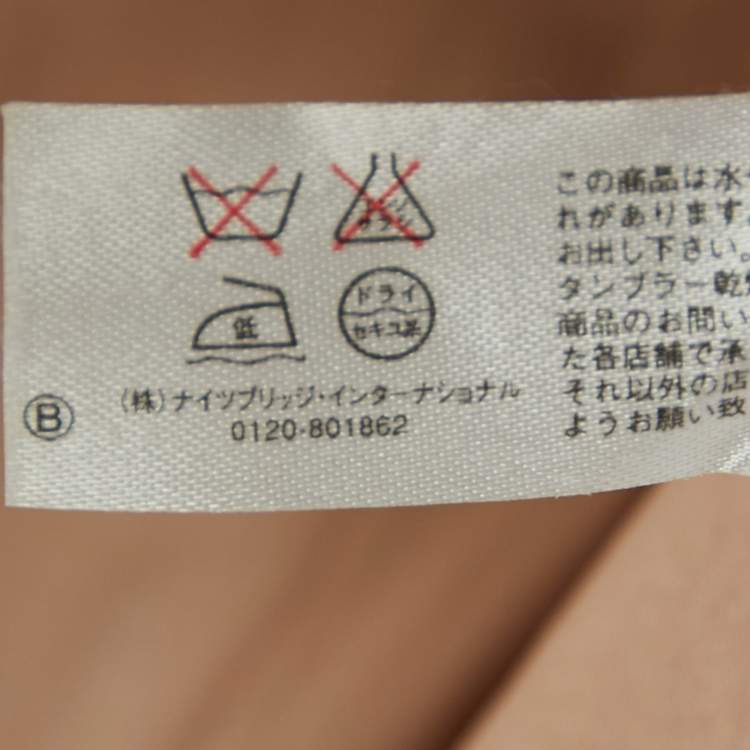 エンソ
サラシ
低
ドライ
セキユ系
B
(株)ナイツブリッジ・インターナショナル
0120-801862
この商品は水
れがあります。
お出し下さい。
タンブラー乾
商品のお問い
た各店舗で承
それ以外の店
ようお願い致